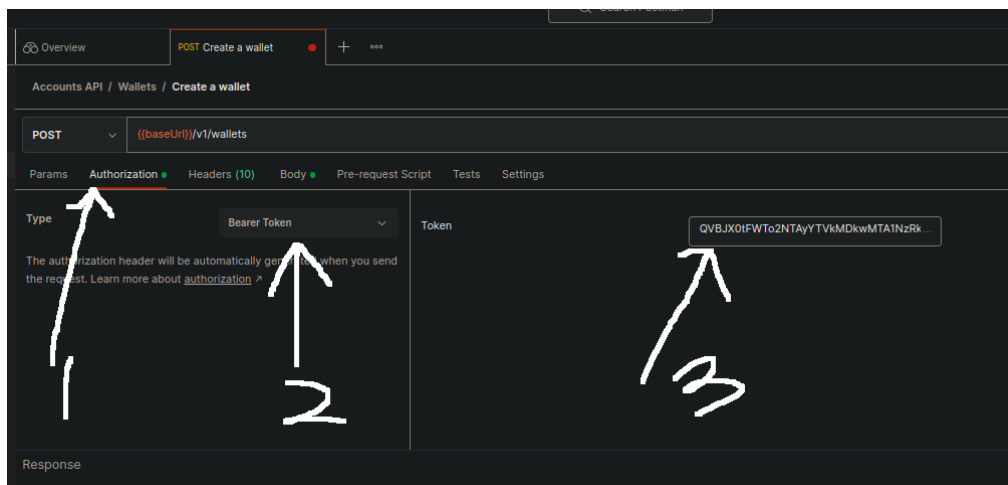 Search Postman
Overview
POST Create a wallet
Accounts API / Wallets / Create a wallet
POST
{{baseUrl}}/v1/wallets
Params Authorization Headers (10) Body Pre-request Script Tests Settings
Type
Bearer Token
Token
QVBJX0tFWTo2NTAyYTVkMDkwMTA1NzRk...
The authorization header will be automatically generated when you send
the request. Learn more about authorization
1
2
3
Response